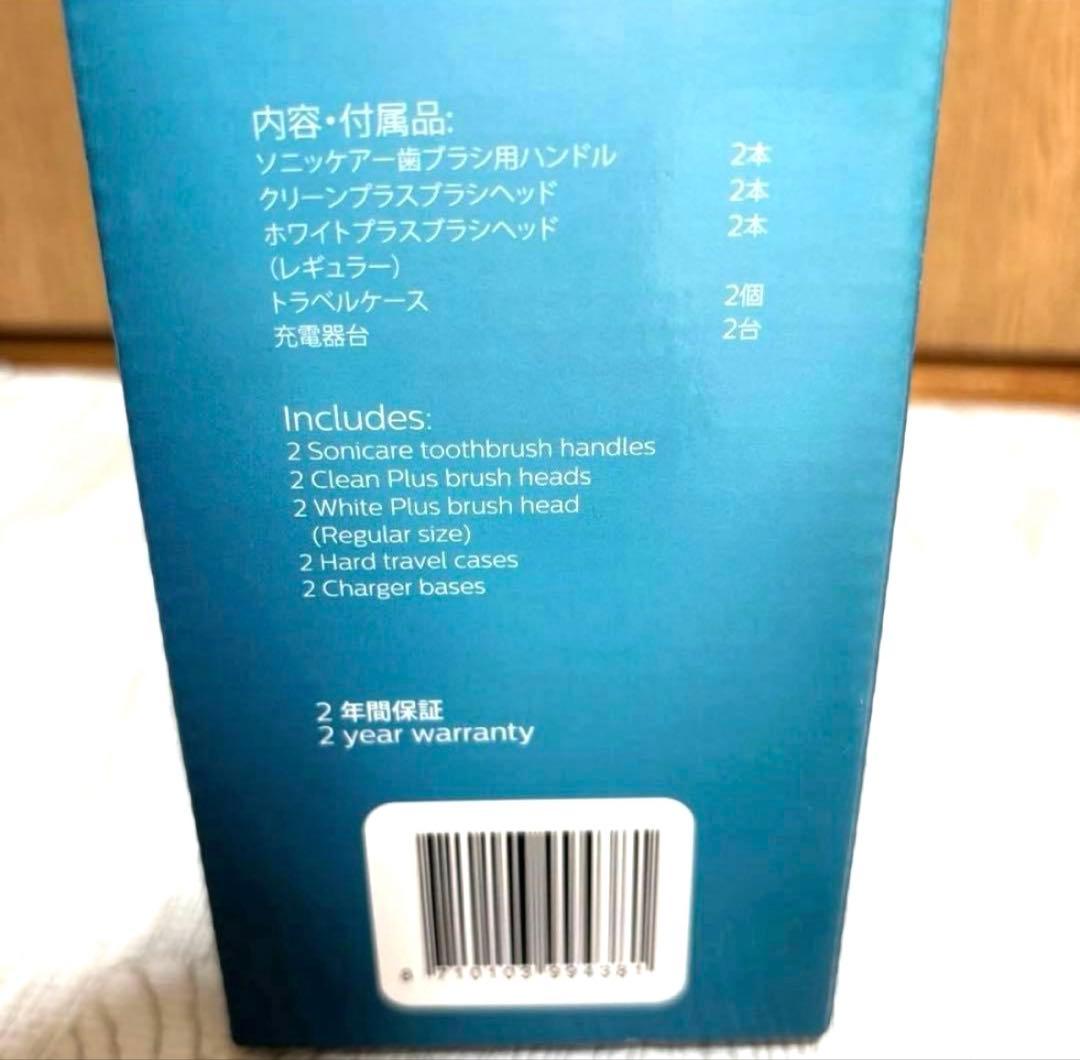 内容・付属品:
ソニッケアー歯ブラシ用ハンドル 2本
クリーンプラスブラシヘッド 2本
ホワイトプラスブラシヘッド 2本
(レギュラー)
トラベルケース 2個
充電器台 2台
Includes:
2 Sonicare toothbrush handles
2 Clean Plus brush heads
2 White Plus brush head
(Regular size)
2 Hard travel cases
2 Charger bases
2 年間保証
2 year warranty
8 710103 994381